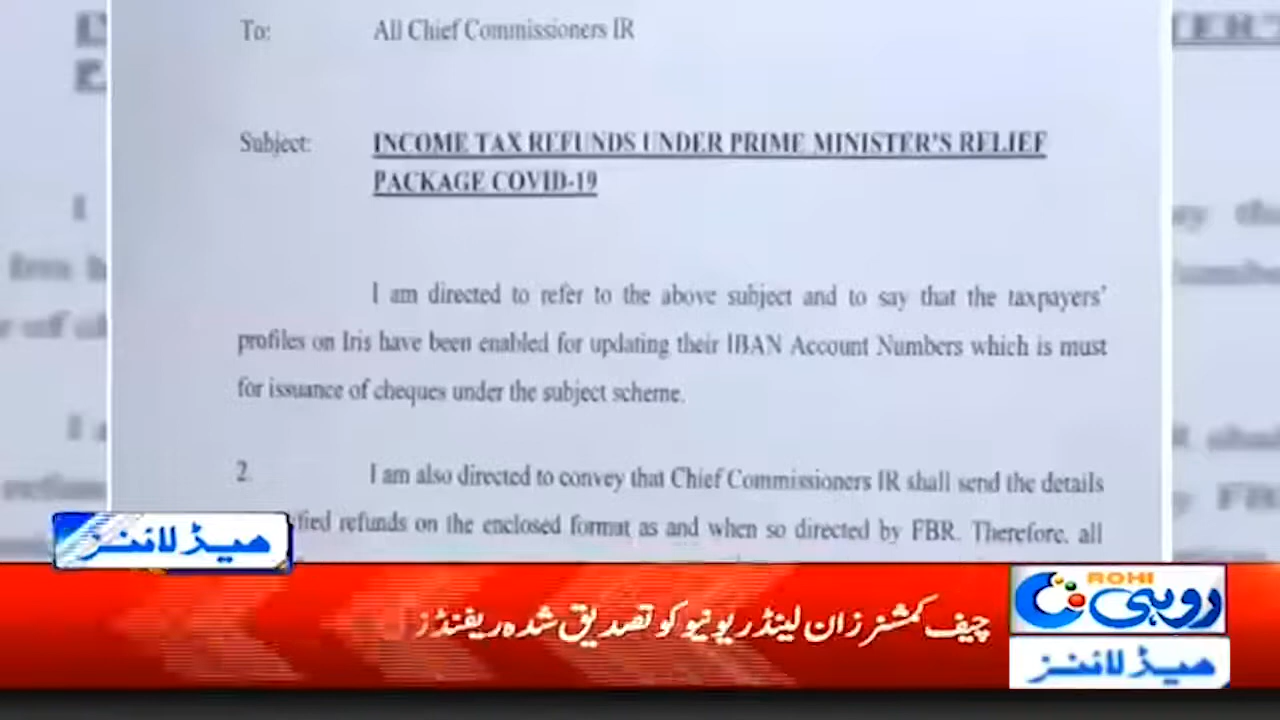 To: All Chief Commissioners IR
Subject: INCOME TAX REFUNDS UNDER PRIME MINISTER'S RELIEF
PACKAGE COVID-19
I am directed to refer to the above subject and to say that the taxpayers'
profiles on Iris have been enabled for updating their IBAN Account Numbers which is must
for issuance of cheques under the subject scheme.
2. I am also directed to convey that Chief Commissioners IR shall send the details
refunds on the enclosed format as and when so directed by FBR. Therefore, all
ہیڈلائنز
چیف کمشنرز ان لینڈ ریونیو کو تصدیق شدہ ریفنڈز
ROHI
روہی
ہیڈلائنز